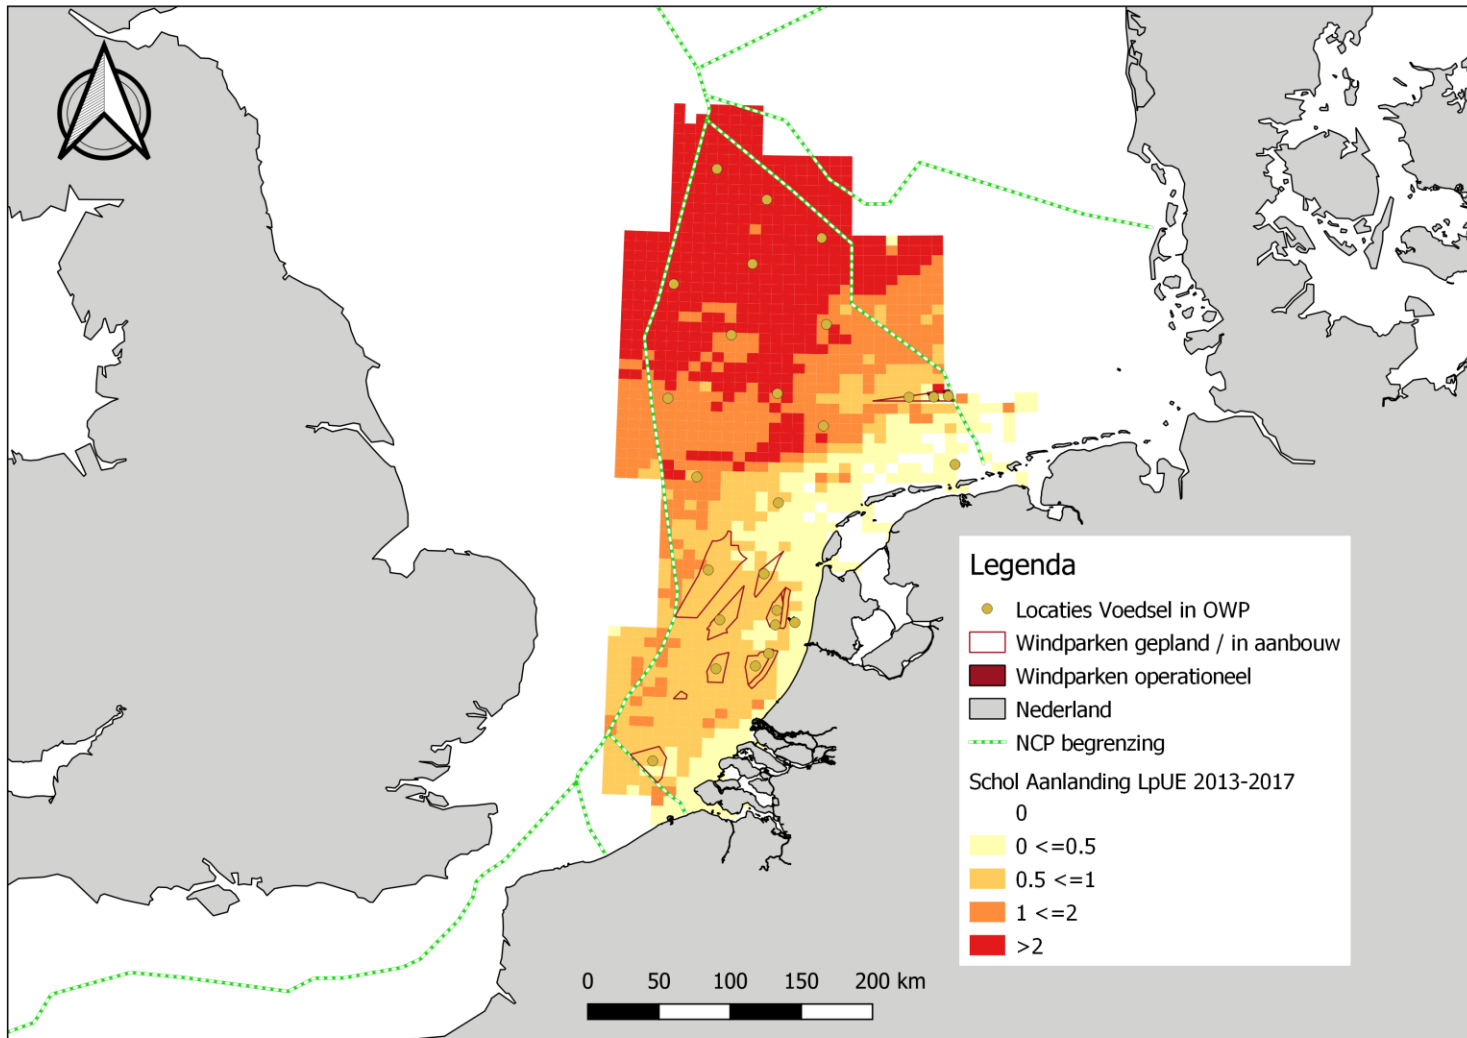 Legenda
Locaties Voedsel in OWP
Windparken gepland / in aanbouw
Windparken operationeel
Nederland
NCP begrenzing
Schol Aanlanding LpUE 2013-2017
0
0 <=0.5
0.5 <=1
1 <=2
>2
0 50 100 150 200 km